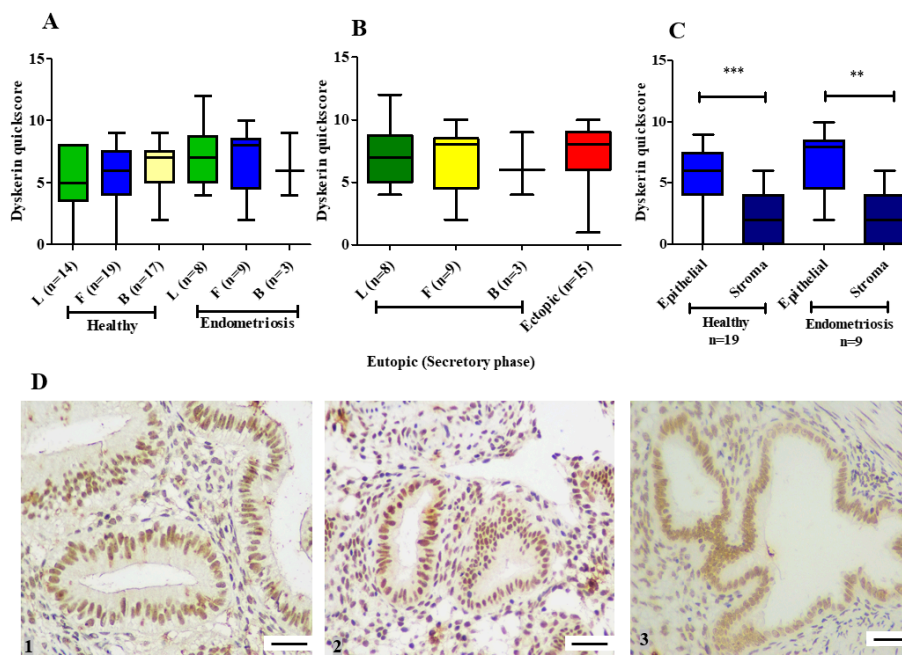 A
15
10
5
0
Dyskerin quickscore
L (n=14)
F (n=19)
B (n=17)
L (n=8)
F (n=9)
B (n=3)
Healthy
Endometriosis
B
15
10
5
0
Dyskerin quickscore
L (n=8)
F (n=9)
B (n=3)
Ectopic (n=15)
Eutopic (Secretory phase)
C
15
10
5
0
Dyskerin quickscore
***
**
Epithelial
Stroma
Epithelial
Stroma
Healthy
n=19
Endometriosis
n=9
D
1
2
3